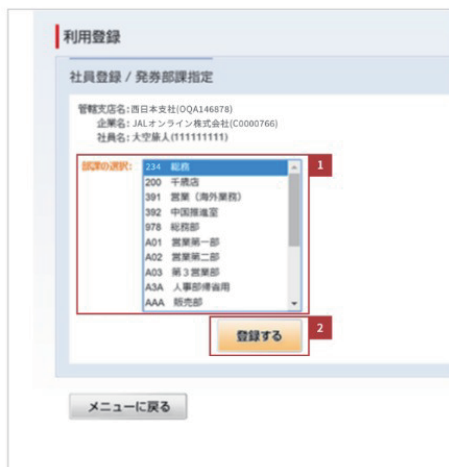 利用登録
社員登録 / 発券部課指定
管轄支店名: 西日本支社(OQA146878)
企業名: JALオンライン株式会社(C0000766)
社員名: 大空旅人(111111111)
部課の選択:
1
234 総務
200 千歳店
391 営業（海外業務）
392 中国推進室
978 総務部
A01 営業第一部
A02 営業第二部
A03 第３営業部
A3A 人事部帰省用
AAA 販売部
登録する
2
メニューに戻る